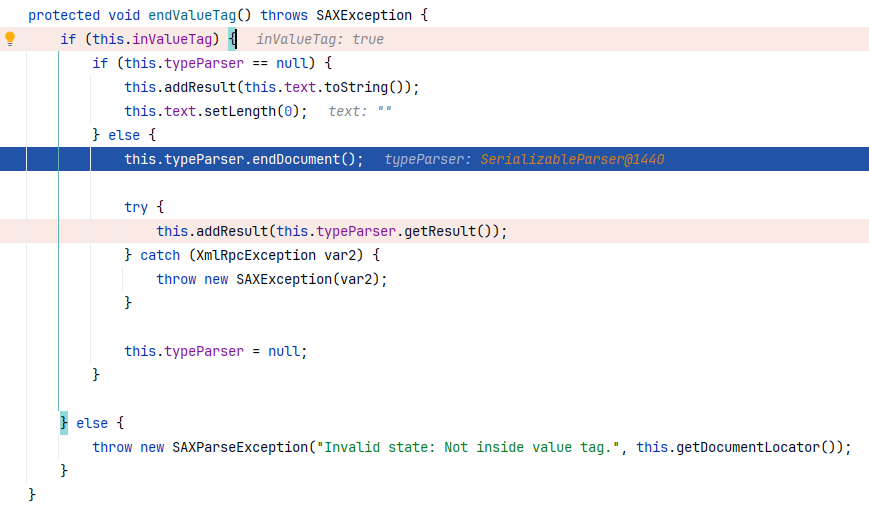 protected void endValueTag() throws SAXException {
    if (this.inValueTag) {   inValueTag: true
        if (this.typeParser == null) {
            this.addResult(this.text.toString());
            this.text.setLength(0);   text: ""
        } else {
            this.typeParser.endDocument();   typeParser: SerializableParser@1440
            try {
                this.addResult(this.typeParser.getResult());
            } catch (XmlRpcException var2) {
                throw new SAXException(var2);
            }
            this.typeParser = null;
        }
    } else {
        throw new SAXParseException("Invalid state: Not inside value tag.", this.getDocumentLocator());
    }
}